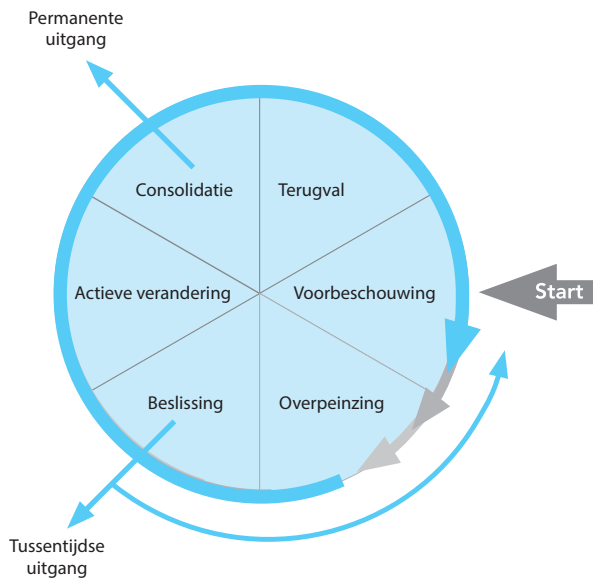 Permanente
uitgang
Consolidatie
Terugval
Actieve verandering
Voorbeschouwing
Start
Beslissing
Overpeinzing
Tussentijdse
uitgang